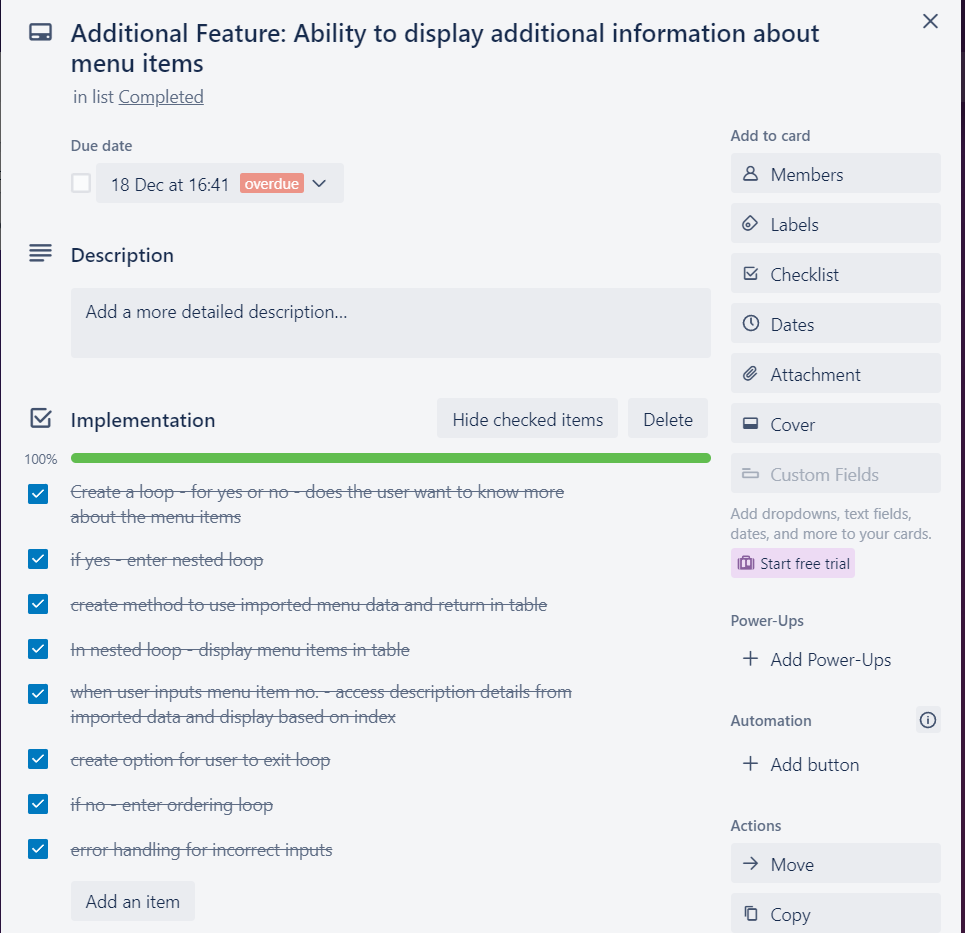 Additional Feature: Ability to display additional information about
menu items
in list Completed
Due date
18 Dec at 16:41 overdue
Description
Add a more detailed description...
Implementation
Hide checked items
Delete
100%
Create a loop - for yes or no - does the user want to know more
about the menu items
if yes - enter nested loop
create method to use imported menu data and return in table
In nested loop - display menu items in table
when user inputs menu item no. - access description details from
imported data and display based on index
create option for user to exit loop
if no - enter ordering loop
error handling for incorrect inputs
Add an item
Add to card
Members
Labels
Checklist
Dates
Attachment
Cover
Custom Fields
Add dropdowns, text fields,
dates, and more to your cards.
Start free trial
Power-Ups
Add Power-Ups
Automation
Add button
Actions
Move
Copy